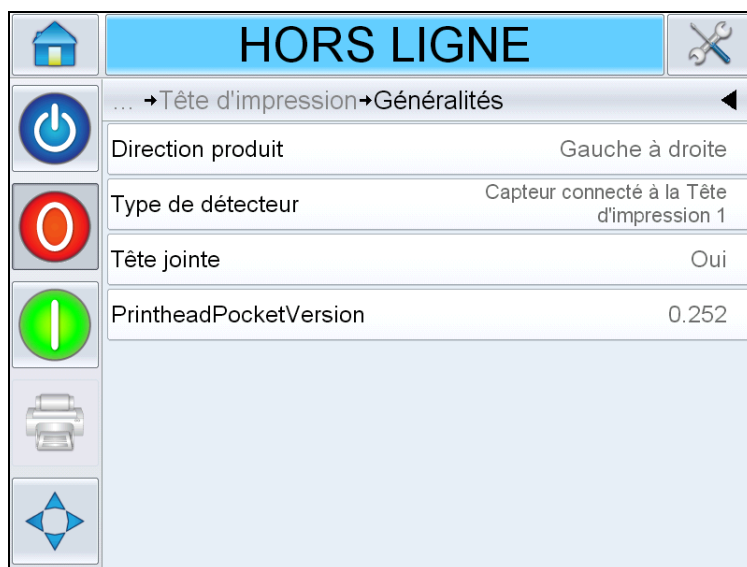 HORS LIGNE
... →Tête d'impression→Généralités
Direction produit Gauche à droite
Type de détecteur Capteur connecté à la Tête
d'impression 1
Tête jointe Oui
PrintheadPocketVersion 0.252